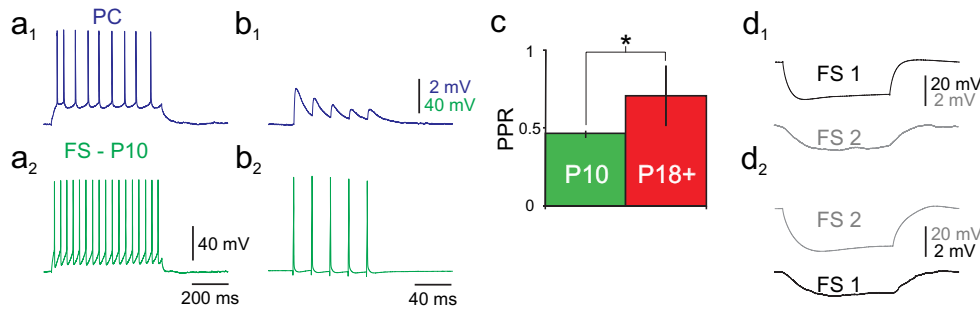 a1
PC
b1
2 mV
40 mV
a2
FS - P10
40 mV
200 ms
b2
40 ms
c
PPR
1
0.5
0
*
P10
P18+
d1
FS 1
20 mV
2 mV
FS 2
d2
FS 2
20 mV
2 mV
FS 1